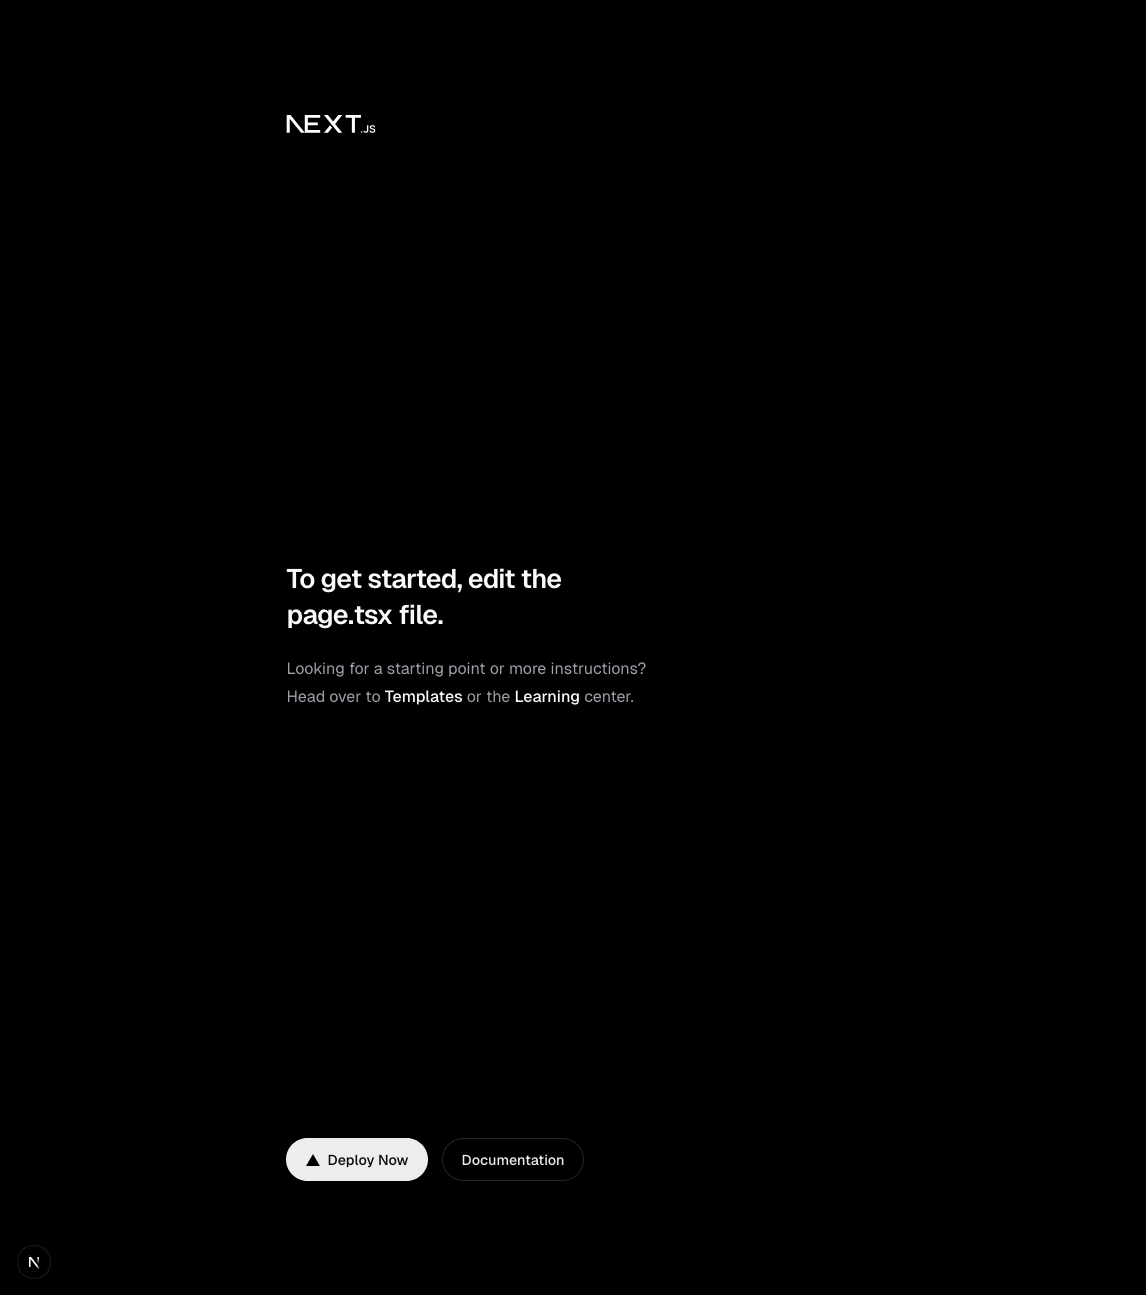 NEXT.JS
To get started, edit the
page.tsx file.
Looking for a starting point or more instructions?
Head over to Templates or the Learning center.
Deploy Now
Documentation
N